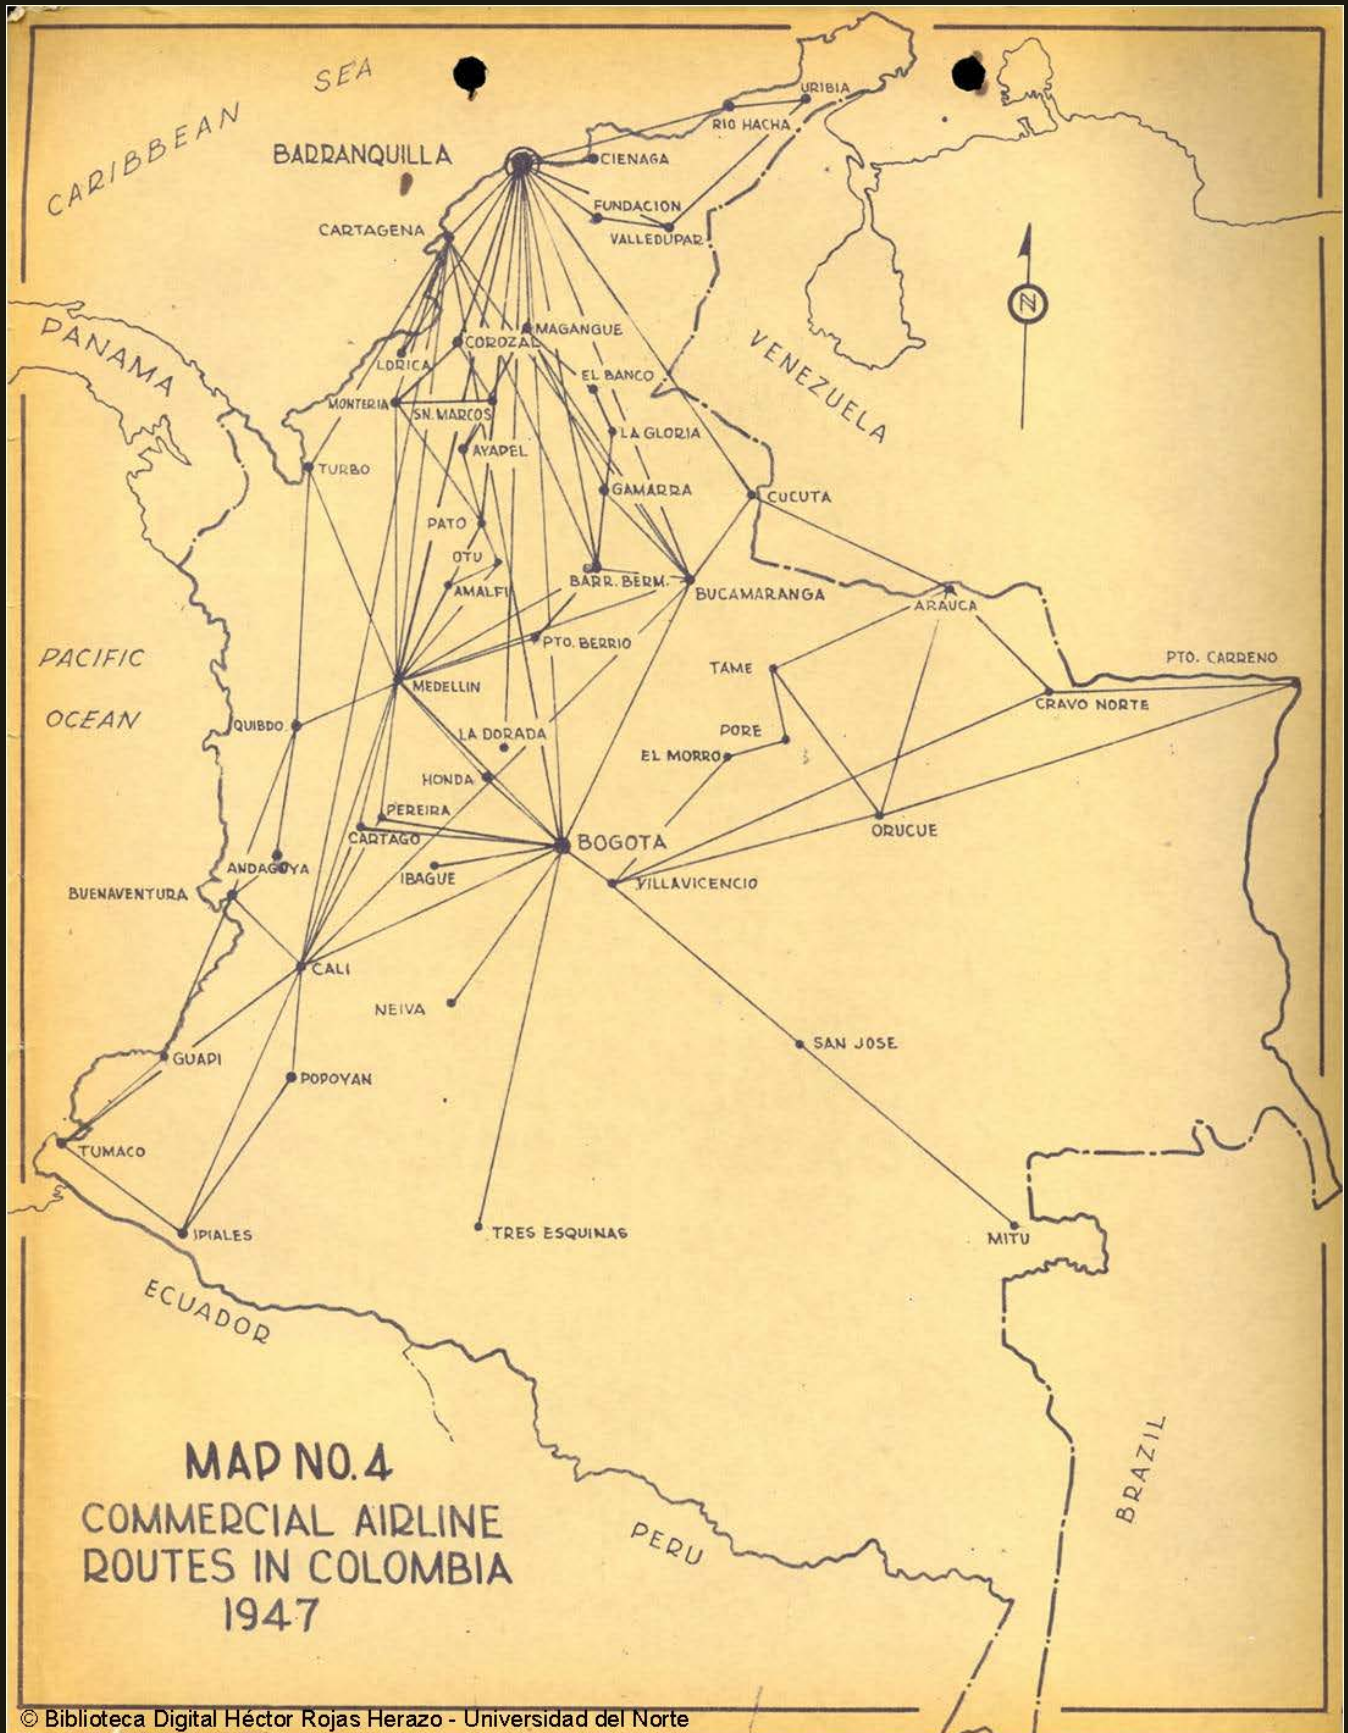 CARIBBEAN SEA
URIBIA
RIO HACHA
BARRANQUILLA
CIENAGA
FUNDACION
CARTAGENA
VALLEDUPAR
N
PANAMA
MAGANGUE
COROZAL
VENEZUELA
LORICA
EL BANCO
MONTERIA
SN. MARCOS
LA GLORIA
AYAPEL
TURBO
GAMARRA
CUCUTA
PATO
OTU
BARR. BERM.
AMALFI
BUCAMARANGA
ARAUCA
PTO. BERRIO
PACIFIC
OCEAN
PTO. CARRENO
TAME
MEDELLIN
CRAVO NORTE
QUIBDO
LA DORADA
PORE
EL MORRO
HONDA
PEREIRA
CARTAGO
ORUCUE
BOGOTA
ANDAGOYA
IBAGUE
VILLAVICENCIO
BUENAVENTURA
CALI
NEIVA
SAN JOSE
GUAPI
POPOYAN
TUMACO
IPIALES
TRES ESQUINAS
MITU
ECUADOR
BRAZIL
PERU
MAP NO. 4
COMMERCIAL AIRLINE
ROUTES IN COLOMBIA
1947
© Biblioteca Digital Héctor Rojas Herazo - Universidad del Norte